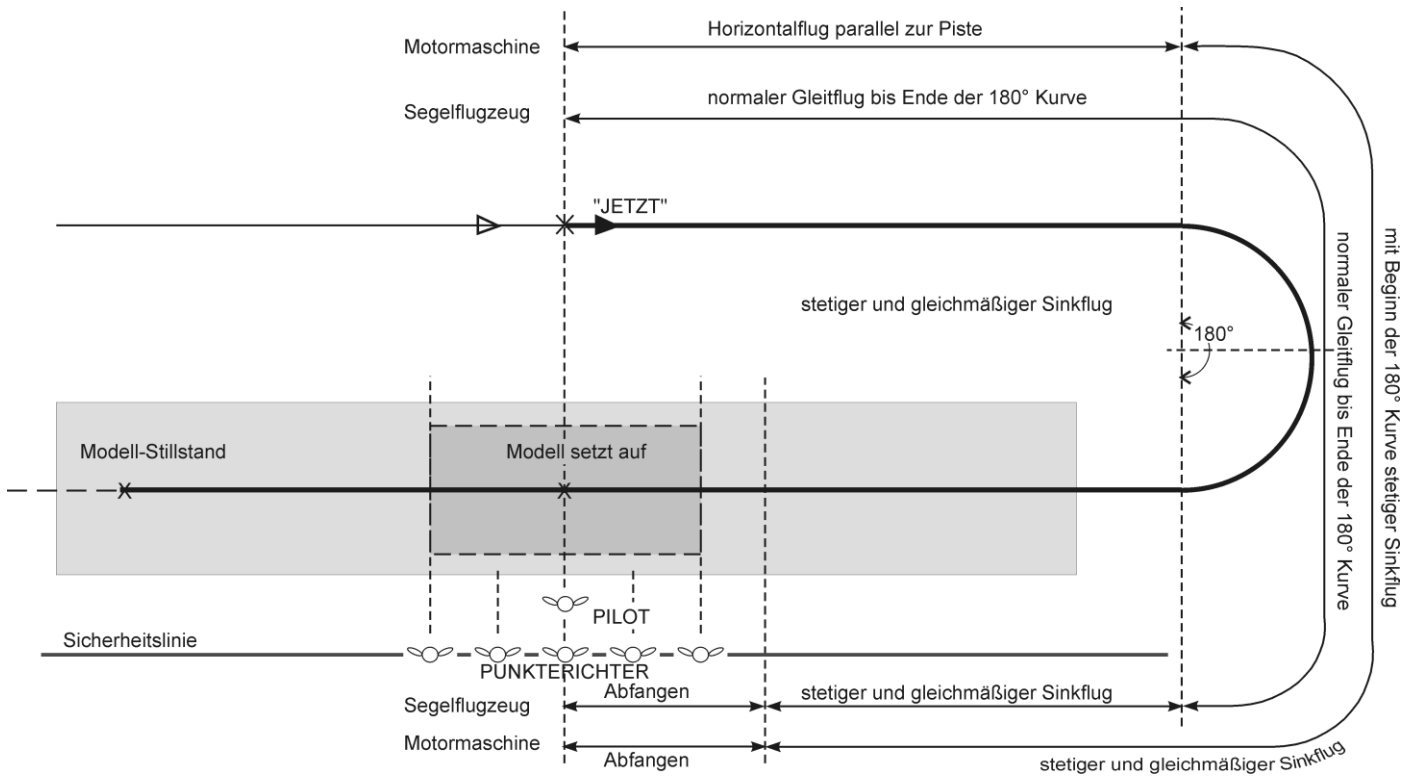 Motormaschine
Horizontalflug parallel zur Piste
Segelflugzeug
normaler Gleitflug bis Ende der 180° Kurve
"JETZT"
stetiger und gleichmäßiger Sinkflug
180°
normaler Gleitflug bis Ende der 180° Kurve
mit Beginn der 180° Kurve stetiger Sinkflug
Modell-Stillstand
Modell setzt auf
X
X
PILOT
Sicherheitslinie
PUNKTERICHTER
Segelflugzeug
Abfangen
stetiger und gleichmäßiger Sinkflug
Motormaschine
Abfangen
stetiger und gleichmäßiger Sinkflug